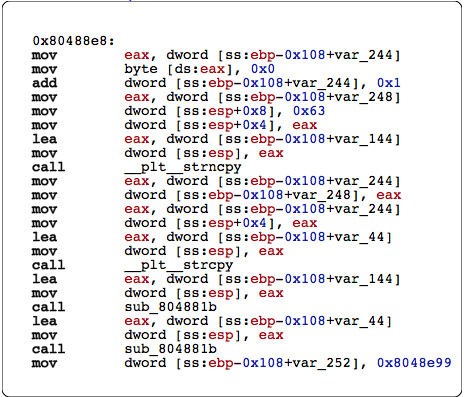 0x80488e8:
mov eax, dword [ss:ebp-0x108+var_244]
mov byte [ds:eax], 0x0
add dword [ss:ebp-0x108+var_244], 0x1
mov eax, dword [ss:ebp-0x108+var_248]
mov dword [ss:esp+0x8], 0x63
mov dword [ss:esp+0x4], eax
lea eax, dword [ss:ebp-0x108+var_144]
mov dword [ss:esp], eax
call __plt__strncpy
mov eax, dword [ss:ebp-0x108+var_244]
mov dword [ss:ebp-0x108+var_248], eax
mov eax, dword [ss:ebp-0x108+var_244]
mov dword [ss:esp+0x4], eax
lea eax, dword [ss:ebp-0x108+var_44]
mov dword [ss:esp], eax
call __plt__strcpy
lea eax, dword [ss:ebp-0x108+var_144]
mov dword [ss:esp], eax
call sub_804881b
lea eax, dword [ss:ebp-0x108+var_44]
mov dword [ss:esp], eax
call sub_804881b
mov dword [ss:ebp-0x108+var_252], 0x8048e99